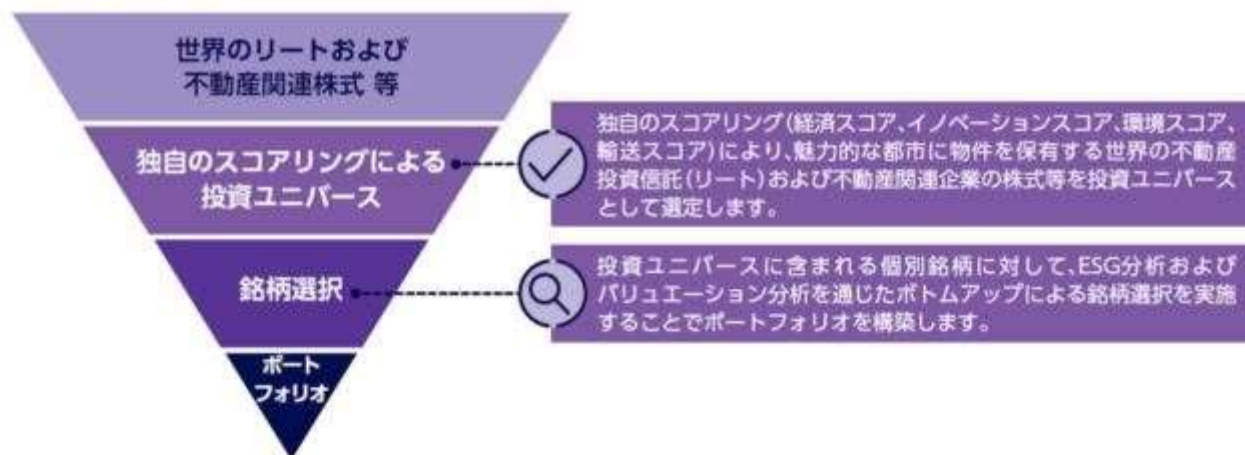 世界のリートおよび
不動産関連株式 等
独自のスコアリングによる
投資ユニバース
独自のスコアリング(経済スコア、イノベーションスコア、環境スコア、
輸送スコア)により、魅力的な都市に物件を保有する世界の不動産
投資信託(リート)および不動産関連企業の株式等を投資ユニバース
として選定します。
銘柄選択
投資ユニバースに含まれる個別銘柄に対して、ESG分析および
バリュエーション分析を通じたボトムアップによる銘柄選択を実施
することでポートフォリオを構築します。
ポート
フォリオ